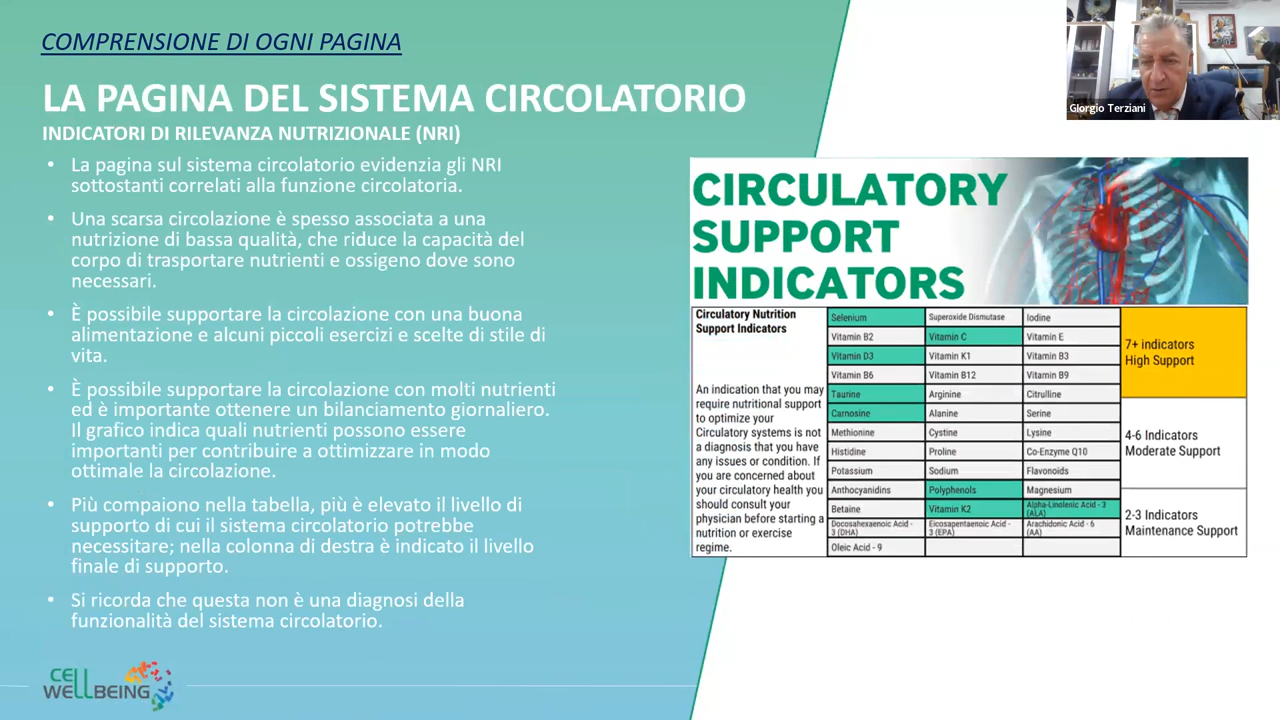 COMPRENSIONE DI OGNI PAGINA
LA PAGINA DEL SISTEMA CIRCOLATORIO
INDICATORI DI RILEVANZA NUTRIZIONALE (NRI)
• La pagina sul sistema circolatorio evidenzia gli NRI
sottostanti correlati alla funzione circolatoria.
• Una scarsa circolazione è spesso associata a una
nutrizione di bassa qualità, che riduce la capacità del
corpo di trasportare nutrienti e ossigeno dove sono
necessari.
• È possibile supportare la circolazione con una buona
alimentazione e alcuni piccoli esercizi e scelte di stile di
vita.
• È possibile supportare la circolazione con molti nutrienti
ed è importante ottenere un bilanciamento giornaliero.
Il grafico indica quali nutrienti possono essere
importanti per contribuire a ottimizzare in modo
ottimale la circolazione.
• Più compaiono nella tabella, più è elevato il livello di
supporto di cui il sistema circolatorio potrebbe
necessitare; nella colonna di destra è indicato il livello
finale di supporto.
• Si ricorda che questa non è una diagnosi della
funzionalità del sistema circolatorio.
CELL
WELLBEING
GIorgio Terziani
CIRCULATORY
SUPPORT
INDICATORS
Circulatory Nutrition
Support Indicators
An indication that you may
require nutritional support
to optimize your
Circulatory systems is not
a diagnosis that you have
any issues or condition. If
you are concerned about
your circulatory health you
should consult your
physician before starting a
nutrition or exercise
regime.
Selenium Superoxide Dismutase Iodine
Vitamin B2 Vitamin C Vitamin E
Vitamin D3 Vitamin K1 Vitamin B3
Vitamin B6 Vitamin B12 Vitamin B9
Taurine Arginine Citrulline
Carnosine Alanine Serine
Methionine Cystine Lysine
Histidine Proline Co-Enzyme Q10
Potassium Sodium Flavonoids
Anthocyanidins Polyphenols Magnesium
Betaine Vitamin K2 Alpha-Linolenic Acid - 3
(ALA)
Docosahexaenoic Acid - Eicosapentaenoic Acid - Arachidonic Acid - 6
3 (DHA) 3 (EPA) (AA)
Oleic Acid - 9
7+ indicators
High Support
4-6 Indicators
Moderate Support
2-3 Indicators
Maintenance Support